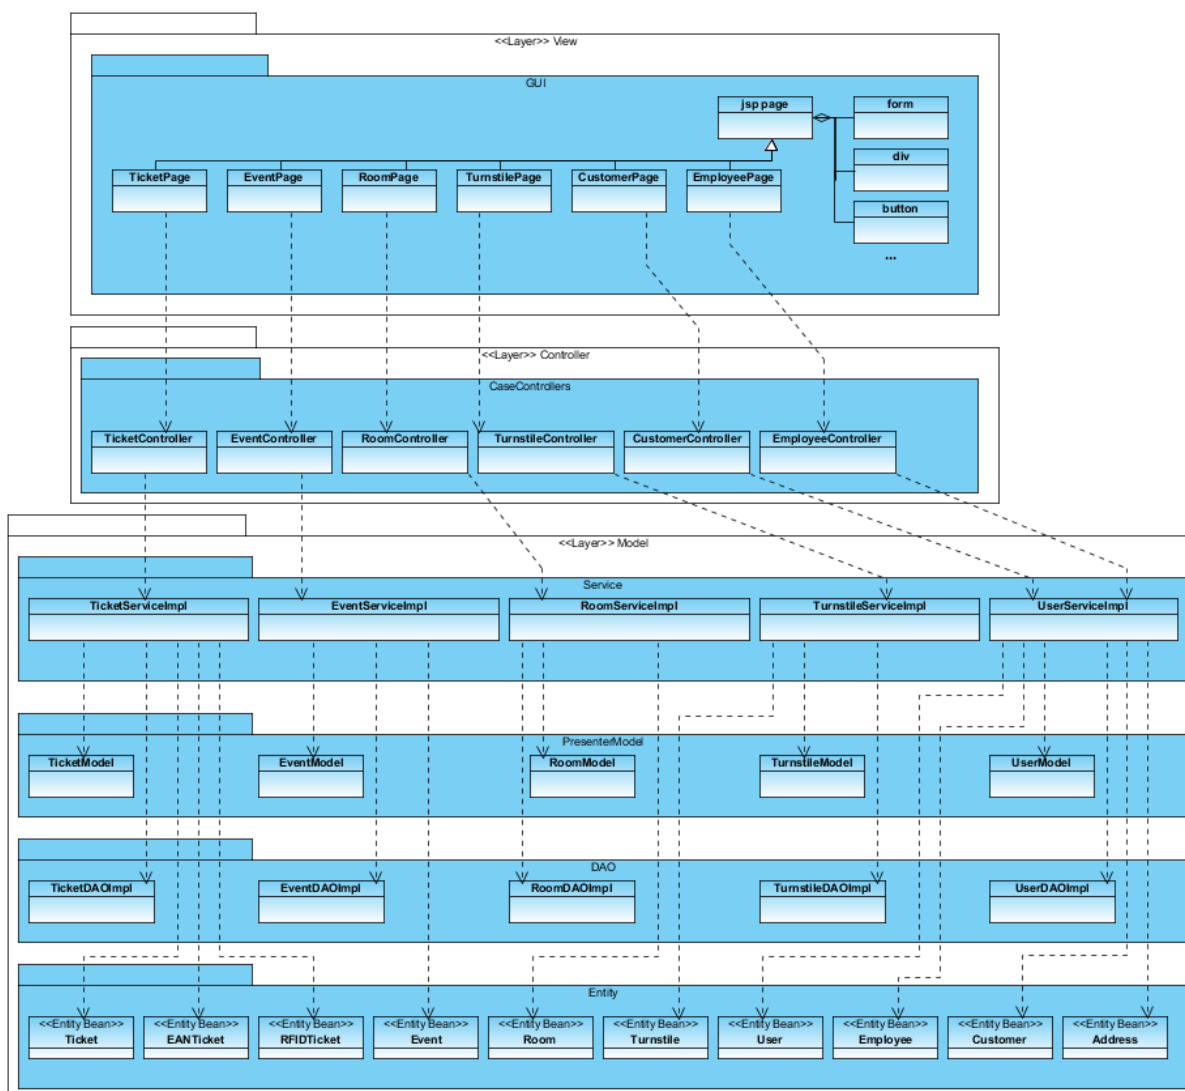 <<Layer>> View
GUI
jsp page
form
div
TicketPage
EventPage
RoomPage
TurnstilePage
CustomerPage
EmployeePage
button
...
<<Layer>> Controller
CaseControllers
TicketController
EventController
RoomController
TurnstileController
CustomerController
EmployeeController
<<Layer>> Model
Service
TicketServiceImpl
EventServiceImpl
RoomServiceImpl
TurnstileServiceImpl
UserServiceImpl
PresenterModel
TicketModel
EventModel
RoomModel
TurnstileModel
UserModel
DAO
TicketDAOImpl
EventDAOImpl
RoomDAOImpl
TurnstileDAOImpl
UserDAOImpl
Entity
<<Entity Bean>>
Ticket
<<Entity Bean>>
EANTicket
<<Entity Bean>>
RFIDTicket
<<Entity Bean>>
Event
<<Entity Bean>>
Room
<<Entity Bean>>
Turnstile
<<Entity Bean>>
User
<<Entity Bean>>
Employee
<<Entity Bean>>
Customer
<<Entity Bean>>
Address